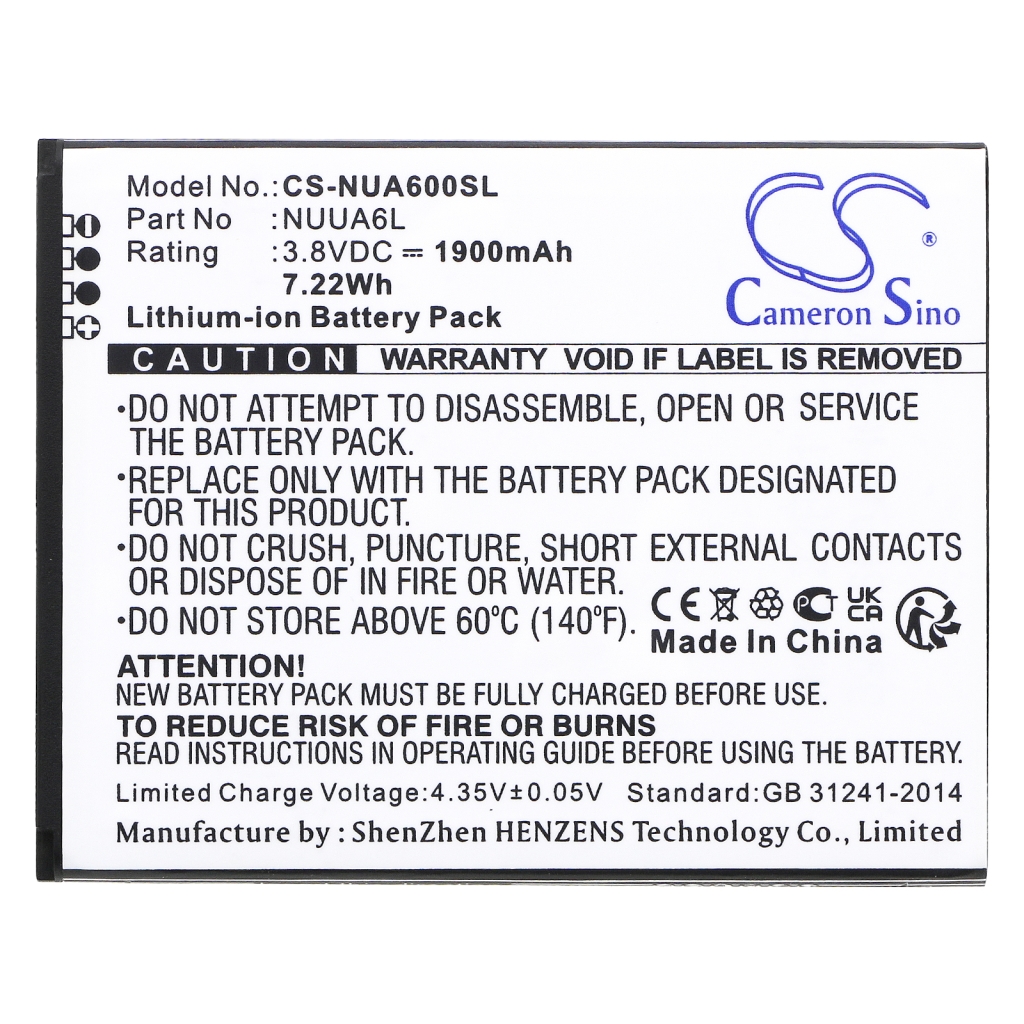 Model No.: CS-NUA600SL
Part No : NUUA6L
Rating : 3.8VDC ⎓ 1900mAh
7.22Wh
Lithium-ion Battery Pack
CS
®
Cameron Sino
CAUTION WARRANTY VOID IF LABEL IS REMOVED
•DO NOT ATTEMPT TO DISASSEMBLE, OPEN OR SERVICE
THE BATTERY PACK.
•REPLACE ONLY WITH THE BATTERY PACK DESIGNATED
FOR THIS PRODUCT.
•DO NOT CRUSH, PUNCTURE, SHORT EXTERNAL CONTACTS
OR DISPOSE OF IN FIRE OR WATER.
•DO NOT STORE ABOVE 60°C (140°F).
CE PCT UK
CA
Made In China
ATTENTION!
NEW BATTERY PACK MUST BE FULLY CHARGED BEFORE USE.
TO REDUCE RISK OF FIRE OR BURNS
READ INSTRUCTIONS IN OPERATING GUIDE BEFORE USING THE BATTERY.
Limited Charge Voltage:4.35V±0.05V Standard:GB 31241-2014
Manufacture by : ShenZhen HENZENS Technology Co., Limited